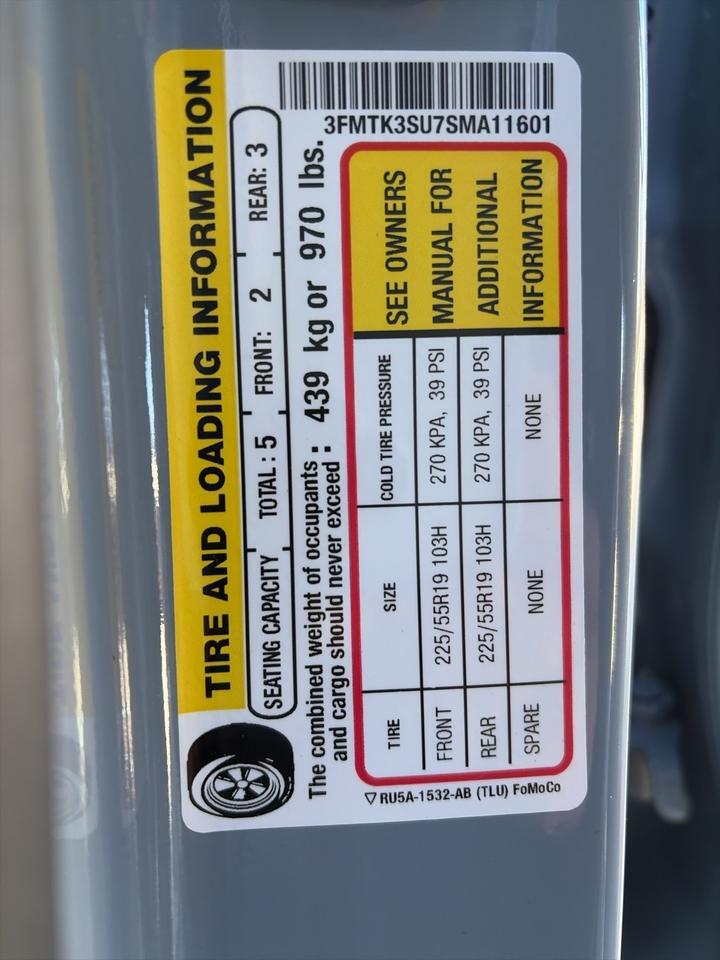 TIRE AND LOADING INFORMATION
3FMTK3SU7SMA11601
SEATING CAPACITY TOTAL : 5 FRONT: 2 REAR: 3
The combined weight of occupants
and cargo should never exceed : 439 kg or 970 lbs.
TIRE SIZE COLD TIRE PRESSURE
FRONT 225/55R19 103H 270 KPA, 39 PSI
REAR 225/55R19 103H 270 KPA, 39 PSI
SPARE NONE NONE
SEE OWNERS
MANUAL FOR
ADDITIONAL
INFORMATION
RU5A-1532-AB (TLU) FoMoCo